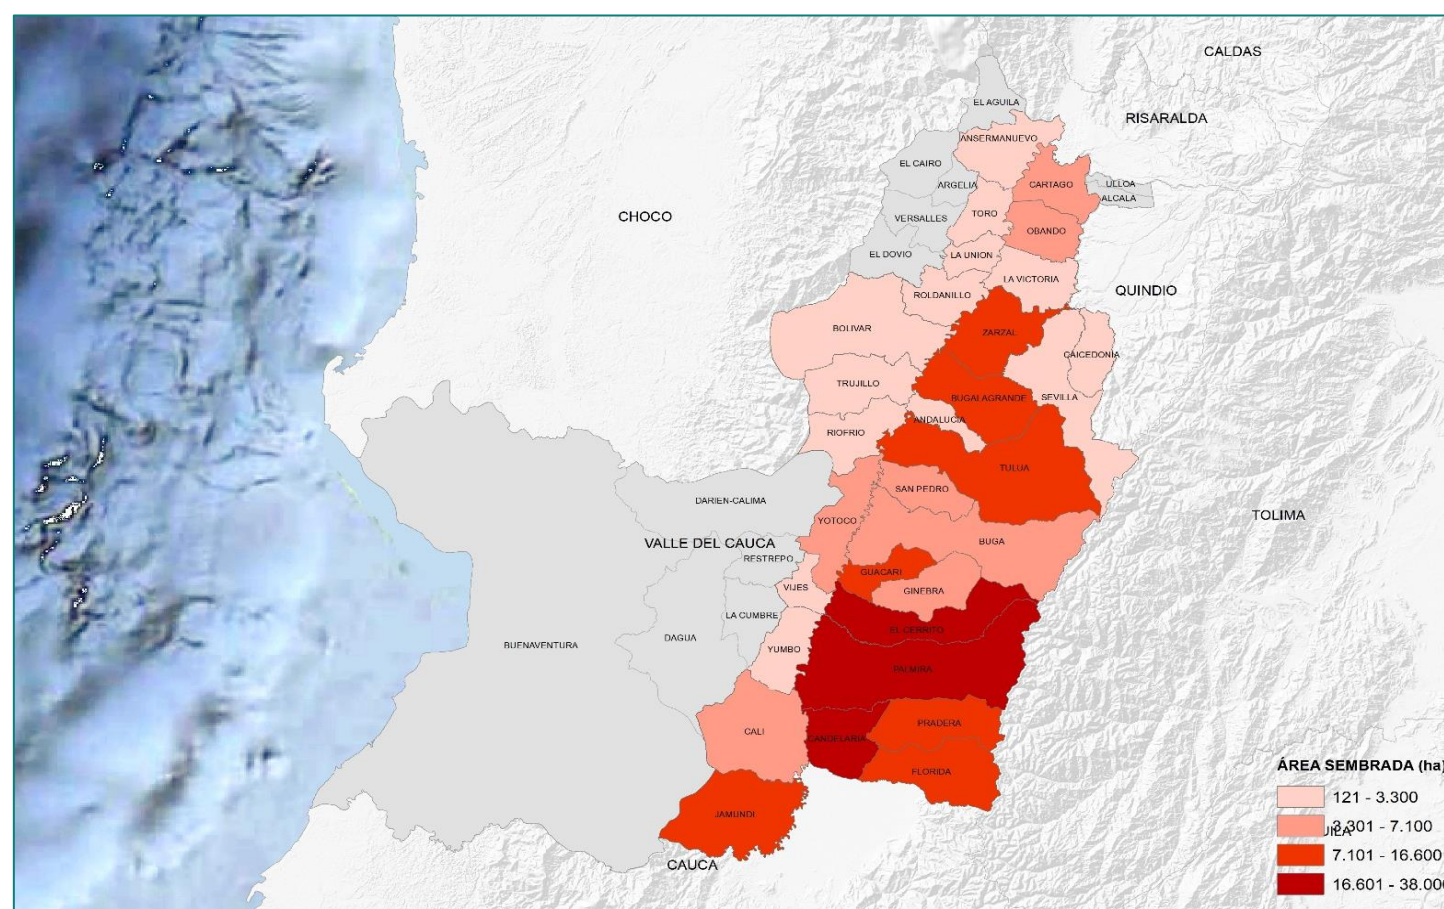 CALDAS
EL AGUILA
RISARALDA
ANSERMANUEVO
EL CAIRO
ARGELIA
CARTAGO
ULLOA
ALCALA
CHOCO
VERSALLES
TORO
OBANDO
EL DOVIO
LA UNION
LA VICTORIA
QUINDIO
ROLDANILLO
BOLIVAR
ZARZAL
CAICEDONIA
TRUJILLO
BUGALAGRANDE
SEVILLA
ANDALUCIA
RIOFRIO
TULUA
SAN PEDRO
DARIEN-CALIMA
TOLIMA
YOTOCO
VALLE DEL CAUCA
BUGA
RESTREPO
GUACARI
VIJES
GINEBRA
LA CUMBRE
EL CERRITO
BUENAVENTURA
DAGUA
YUMBO
PALMIRA
CALI
PRADERA
CANDELARIA
FLORIDA
JAMUNDI
CAUCA
ÁREA SEMBRADA (ha)
121 - 3.300
3.301 - 7.100
UILA
7.101 - 16.600
16.601 - 38.000